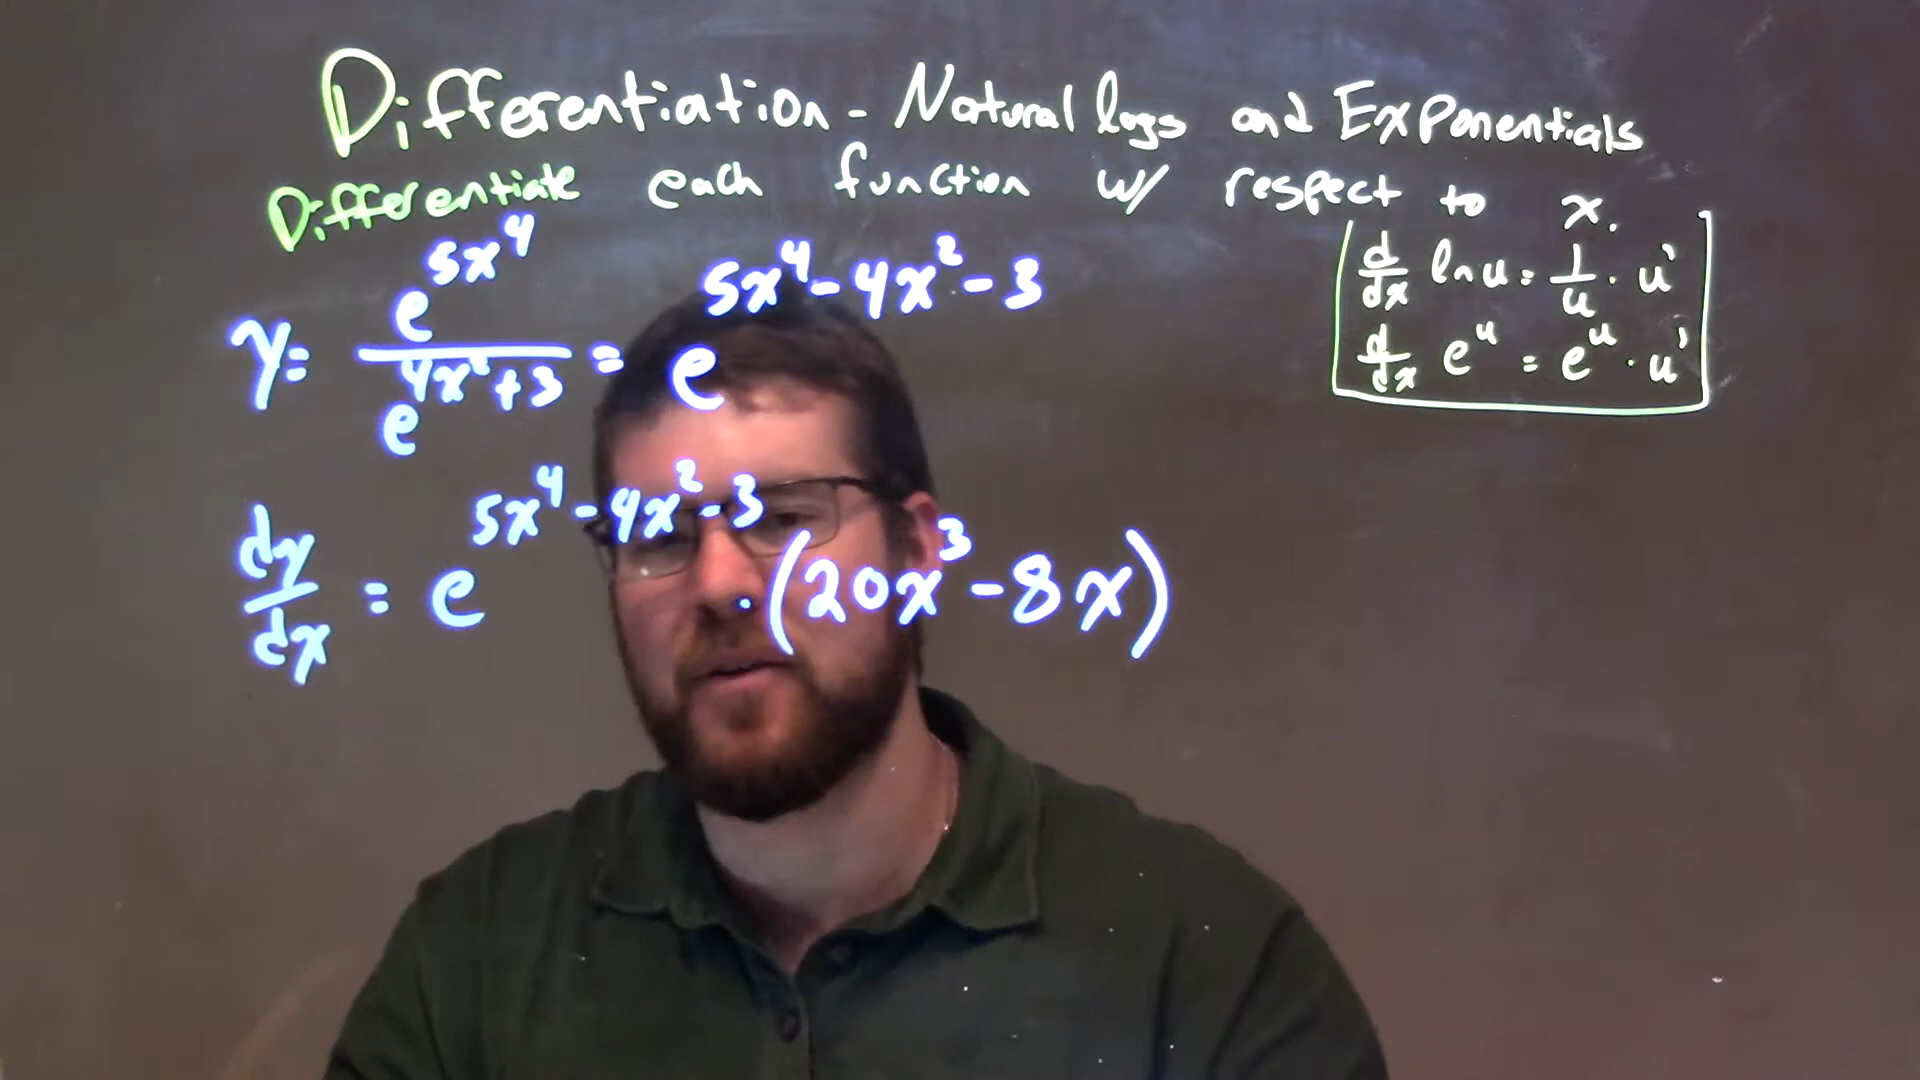 Differentiation - Natural logs and Exponentials
Differentiate each function w/ respect to x.
y = e^(5x^4) / e^(4x^2+3) = e^(5x^4-4x^2-3)
d/dx ln u = 1/u · u'
d/dx e^u = e^u · u'
dy/dx = e^(5x^4-4x^2-3) · (20x^3-8x)